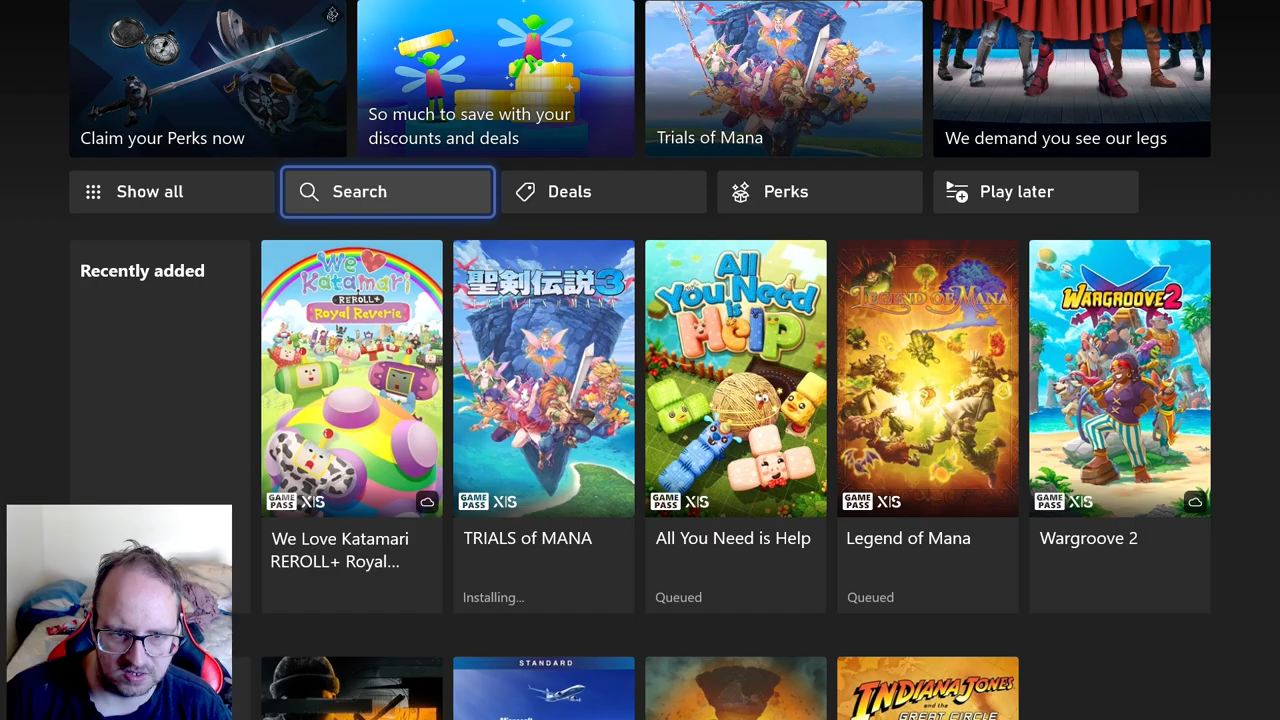 Claim your Perks now
So much to save with your
discounts and deals
Trials of Mana
We demand you see our legs
Show all
Search
Deals
Perks
Play later
Recently added
We Katamari
REROLL+
Royal Reverie
聖剣伝説3
TRIALS of MANA
All
You Need
is
Help
LEGEND OF MANA
WARGROOVE 2
GAME
PASS
X|S
GAME
PASS
X|S
GAME
PASS
X|S
GAME
PASS
X|S
GAME
PASS
X|S
We Love Katamari
REROLL+ Royal...
TRIALS of MANA
All You Need is Help
Legend of Mana
Wargroove 2
Installing...
Queued
Queued
STANDARD
Microsoft
INDIANA JONES
and the
GREAT CIRCLE